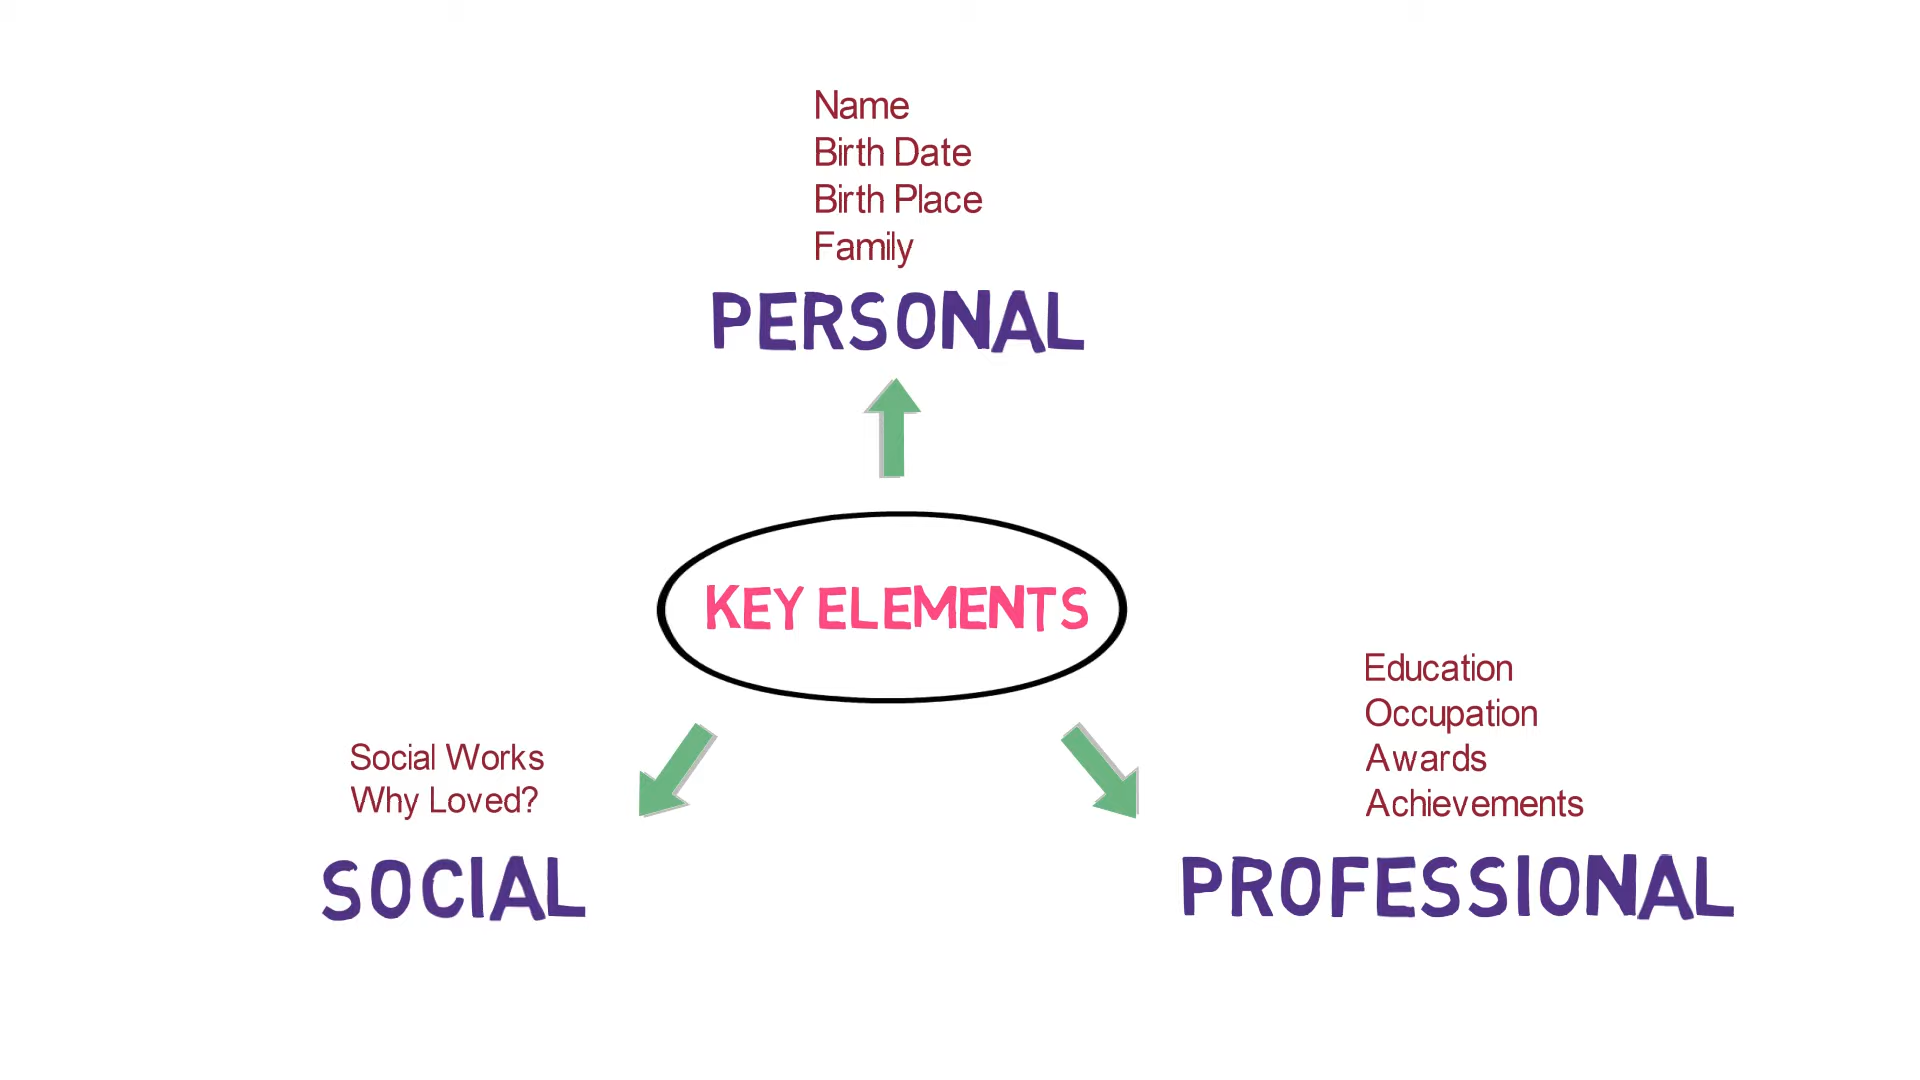 Name
Birth Date
Birth Place
Family
PERSONAL
KEY ELEMENTS
Social Works
Why Loved?
SOCIAL
Education
Occupation
Awards
Achievements
PROFESSIONAL